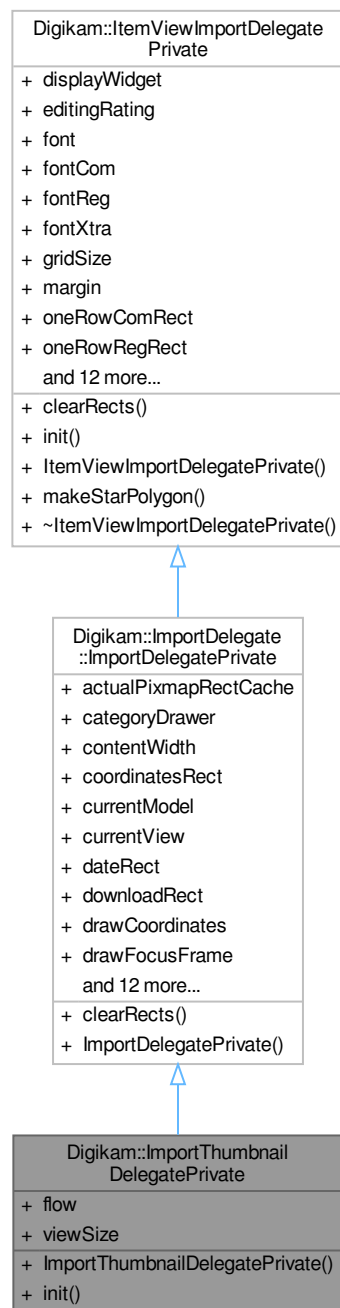 Digikam::ItemViewImportDelegate
Private
+ displayWidget
+ editingRating
+ font
+ fontCom
+ fontReg
+ fontXtra
+ gridSize
+ margin
+ oneRowComRect
+ oneRowRegRect
and 12 more...
+ clearRects()
+ init()
+ ItemViewImportDelegatePrivate()
+ makeStarPolygon()
+ ~ItemViewImportDelegatePrivate()
Digikam::ImportDelegate
::ImportDelegatePrivate
+ actualPixmapRectCache
+ categoryDrawer
+ contentWidth
+ coordinatesRect
+ currentModel
+ currentView
+ dateRect
+ downloadRect
+ drawCoordinates
+ drawFocusFrame
and 12 more...
+ clearRects()
+ ImportDelegatePrivate()
Digikam::ImportThumbnail
DelegatePrivate
+ flow
+ viewSize
+ ImportThumbnailDelegatePrivate()
+ init()